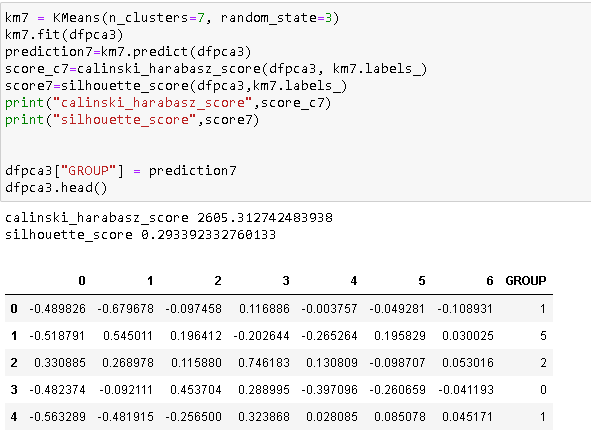 km7 = KMeans(n_clusters=7, random_state=3)
km7.fit(dfpca3)
prediction7=km7.predict(dfpca3)
score_c7=calinski_harabasz_score(dfpca3, km7.labels_)
score7=silhouette_score(dfpca3,km7.labels_)
print("calinski_harabasz_score",score_c7)
print("silhouette_score",score7)
dfpca3["GROUP"] = prediction7
dfpca3.head()
calinski_harabasz_score 2605.312742483938
silhouette_score 0.293392332760133
0 1 2 3 4 5 6 GROUP
0 -0.489826 -0.679678 -0.097458 0.116886 -0.003757 -0.049281 -0.108931 1
1 -0.518791 0.545011 0.196412 -0.202644 -0.265264 0.195829 0.030025 5
2 0.330885 0.268978 0.115880 0.746183 0.130809 -0.098707 0.053016 2
3 -0.482374 -0.092111 0.453704 0.288995 -0.397096 -0.260659 -0.041193 0
4 -0.563289 -0.481915 -0.256500 0.323868 0.028085 0.085078 0.045171 1